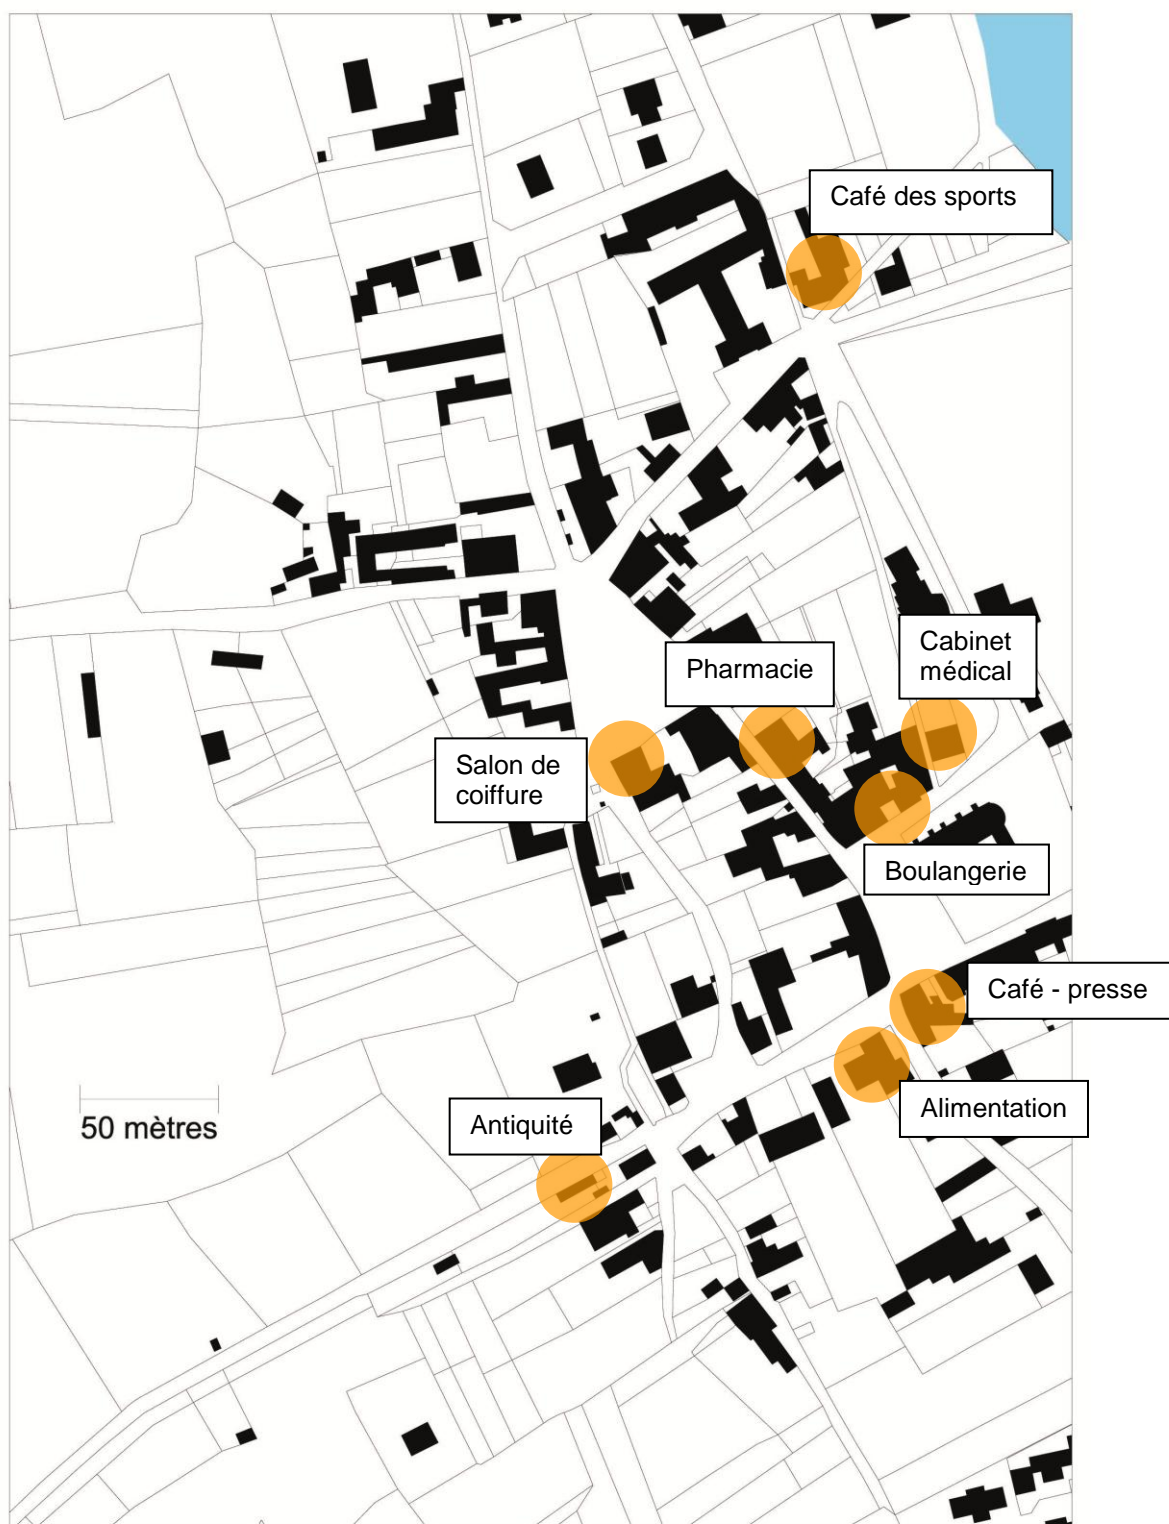 Café des sports
Cabinet
médical
Pharmacie
Salon de
coiffure
Boulangerie
Café - presse
50 mètres
Alimentation
Antiquité